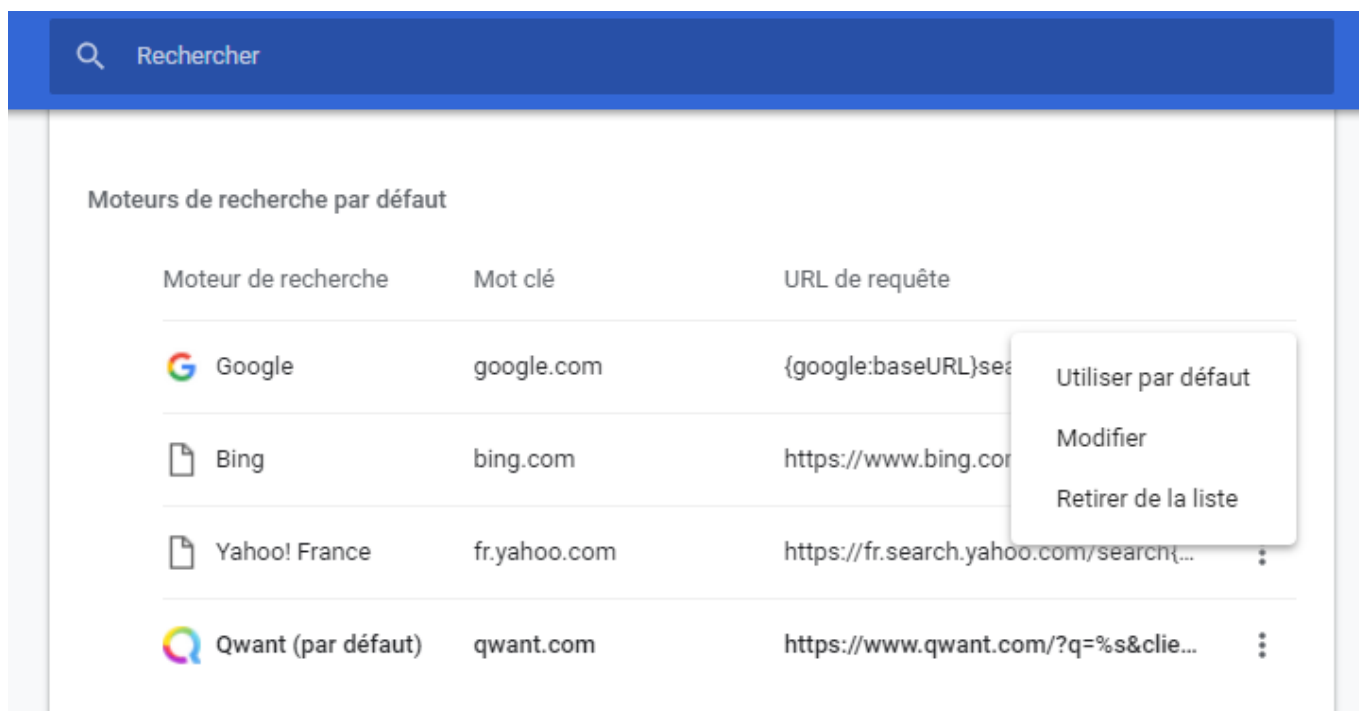 Rechercher
Moteurs de recherche par défaut
Moteur de recherche Mot clé URL de requête
Google google.com {google:baseURL}sea
Utiliser par défaut
Modifier
Bing bing.com https://www.bing.com
Retirer de la liste
Yahoo! France fr.yahoo.com https://fr.search.yahoo.com/search{...
Qwant (par défaut) qwant.com https://www.qwant.com/?q=%s&clie...